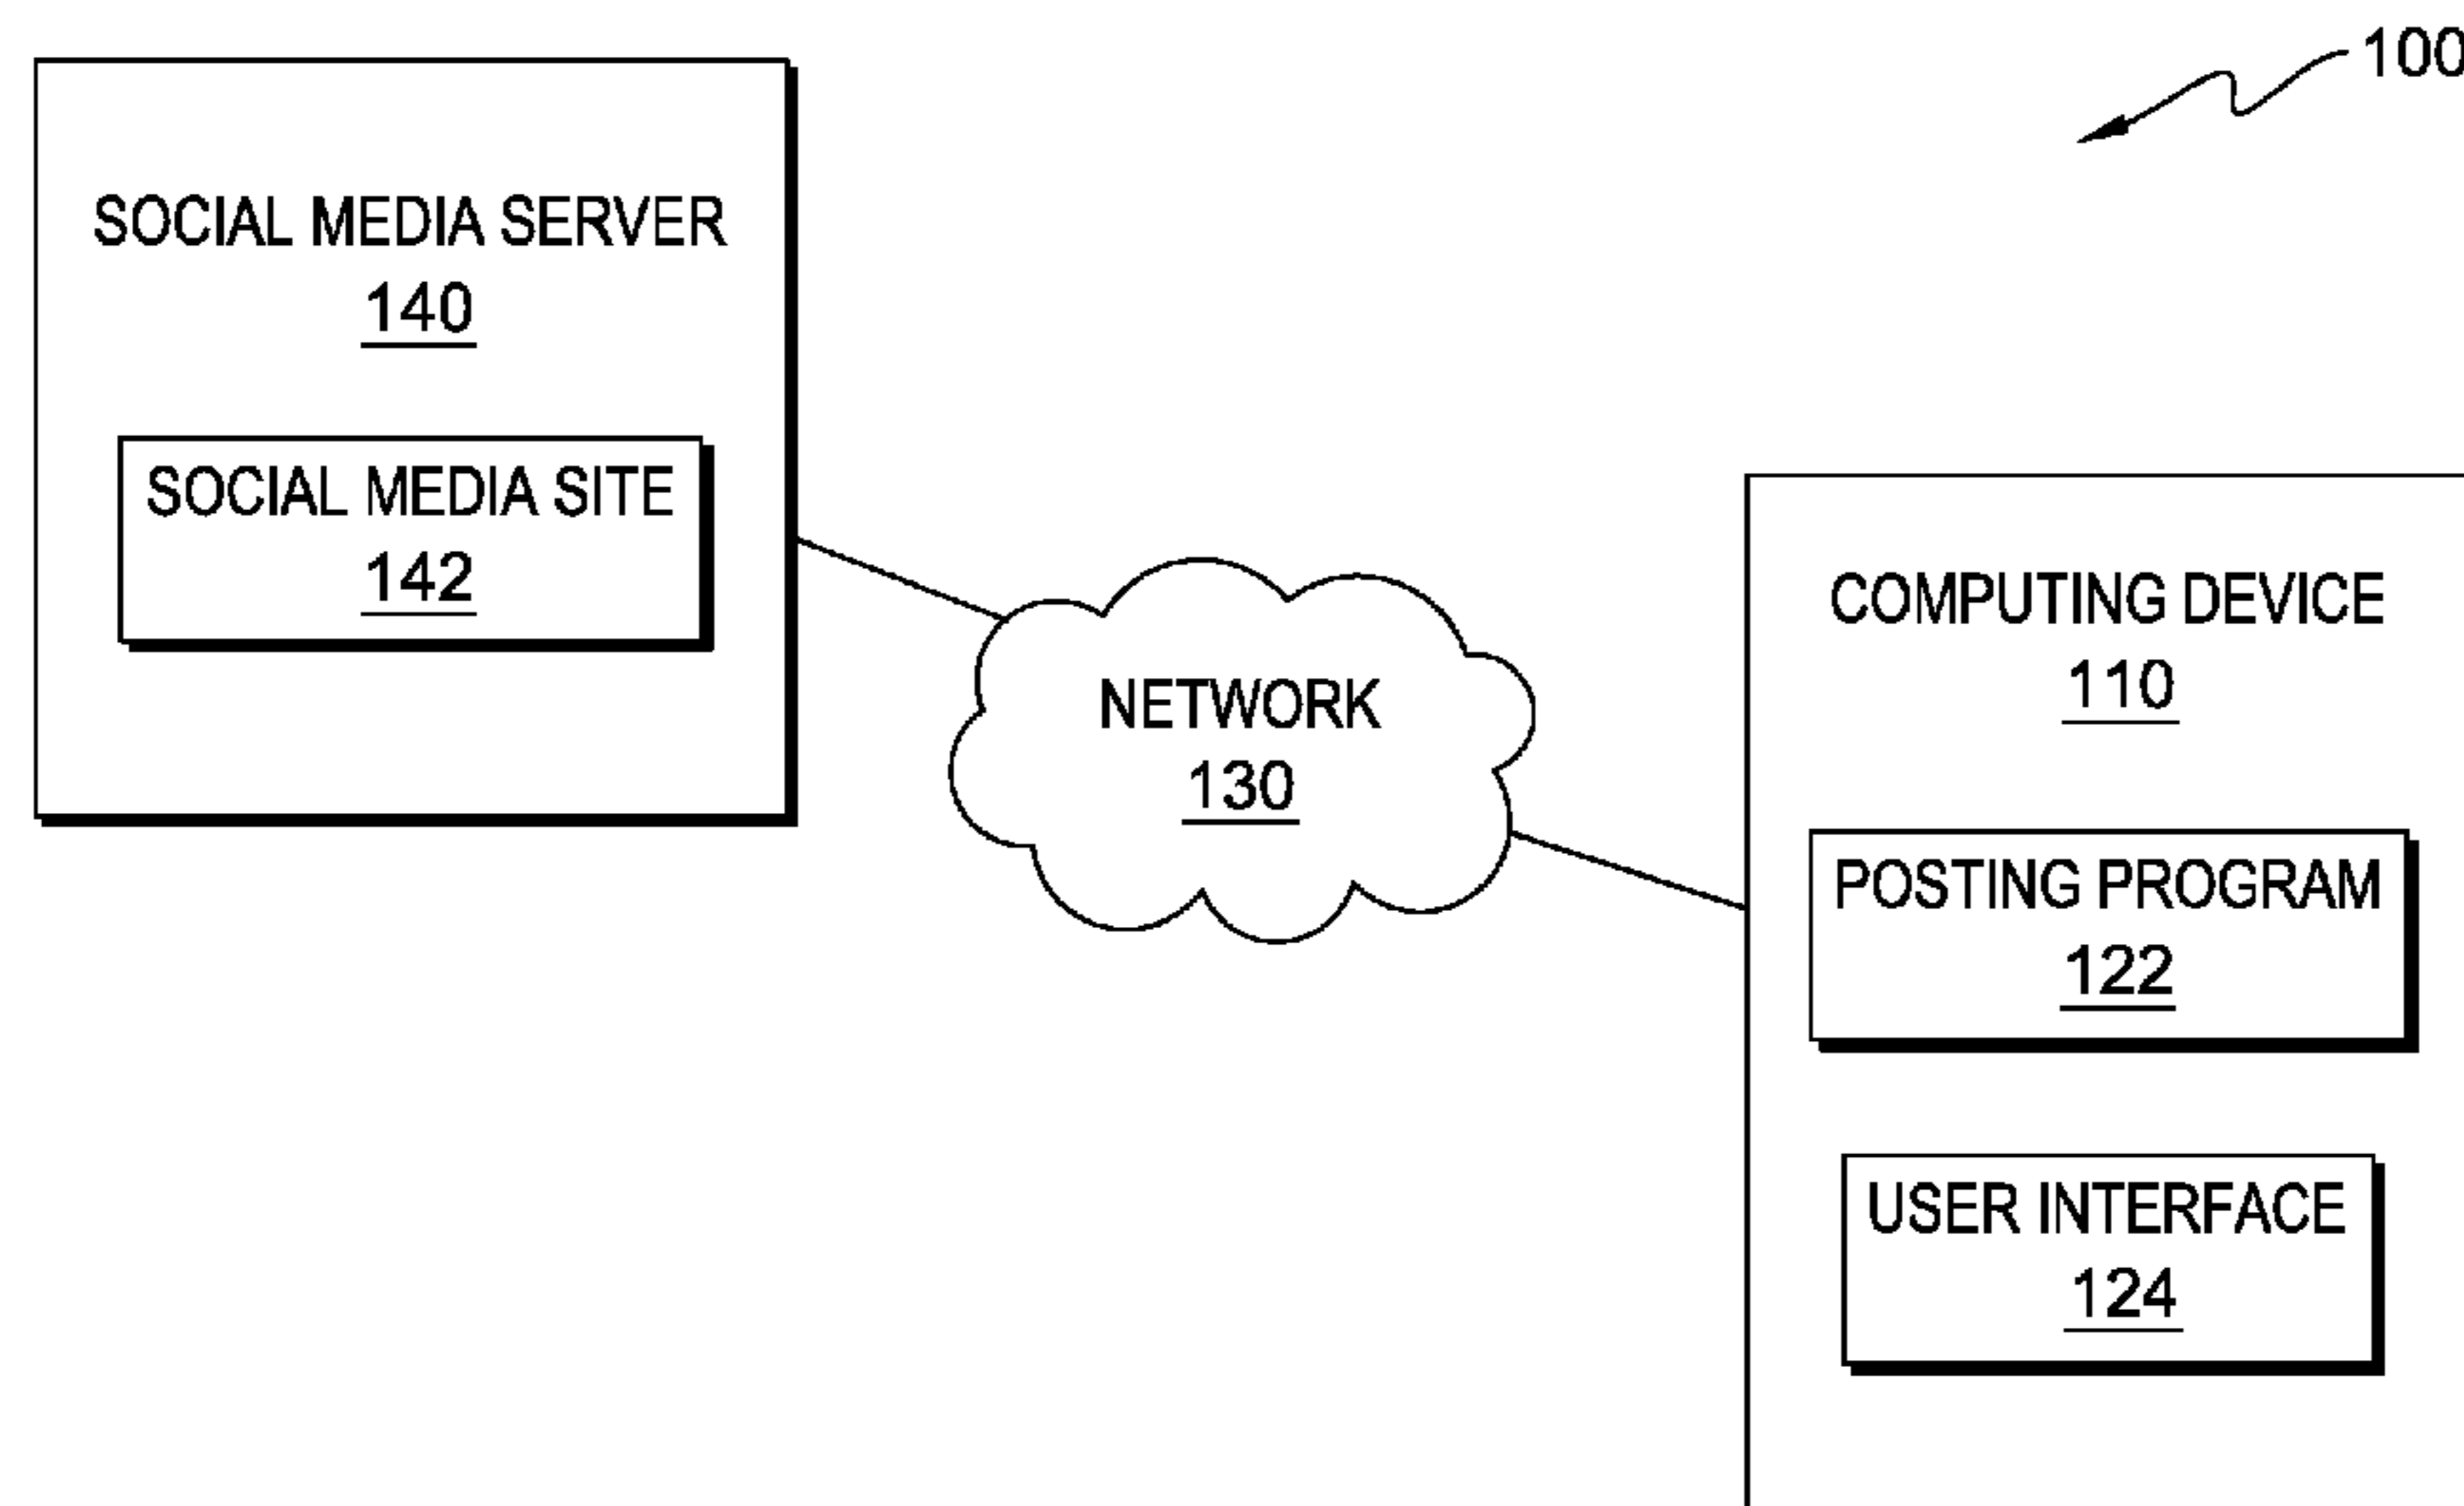 100
SOCIAL MEDIA SERVER
140
SOCIAL MEDIA SITE
142
NETWORK
130
COMPUTING DEVICE
110
POSTING PROGRAM
122
USER INTERFACE
124